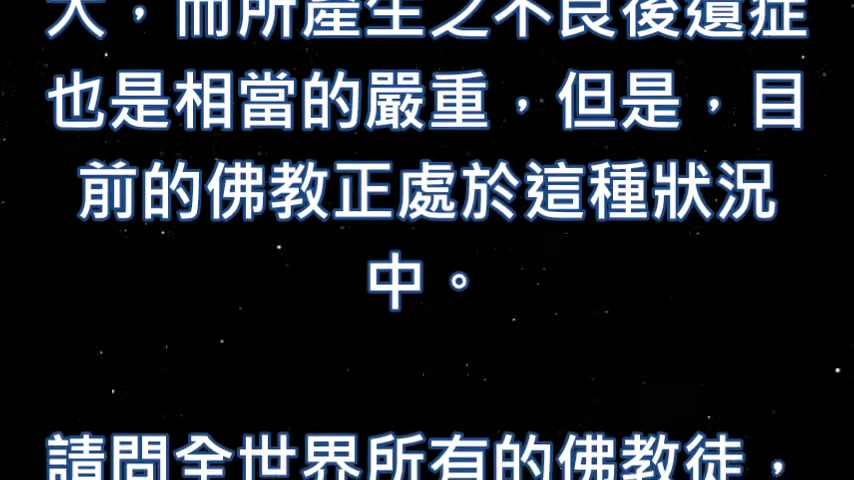 大，而所產生之不良後遺症
也是相當的嚴重，但是，目
前的佛教正處於這種狀況
中。
請問全世界所有的佛教徒，